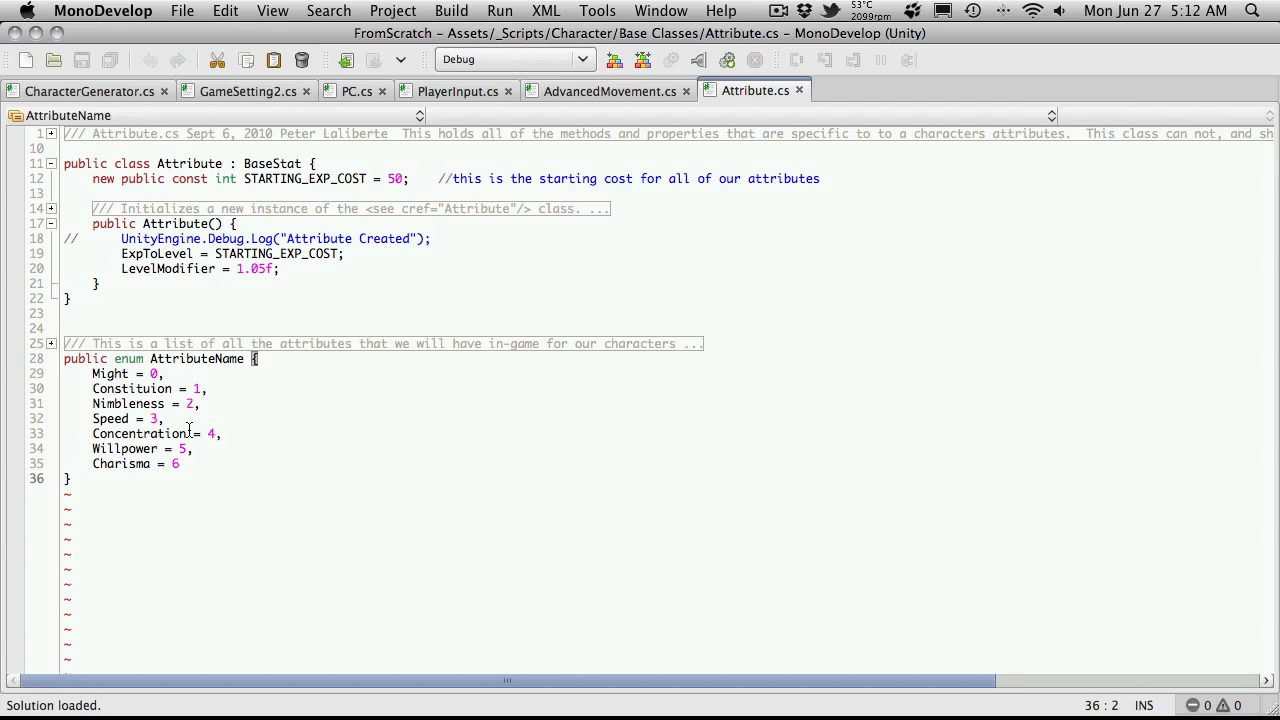 MonoDevelop File Edit View Search Project Build Run XML Tools Window Help 53°C 2099rpm Mon Jun 27 5:12 AM
FromScratch – Assets/_Scripts/Character/Base Classes/Attribute.cs – MonoDevelop (Unity)
Debug
CharacterGenerator.cs GameSetting2.cs PC.cs PlayerInput.cs AdvancedMovement.cs Attribute.cs
AttributeName
1 /// Attribute.cs Sept 6, 2010 Peter Laliberte This holds all of the methods and properties that are specific to to a characters attributes. This class can not, and sh
10
11 public class Attribute : BaseStat {
12 new public const int STARTING_EXP_COST = 50; //this is the starting cost for all of our attributes
13
14 /// Initializes a new instance of the <see cref="Attribute"/> class. ...
17 public Attribute() {
18 // UnityEngine.Debug.Log("Attribute Created");
19 ExpToLevel = STARTING_EXP_COST;
20 LevelModifier = 1.05f;
21 }
22 }
23
24
25 /// This is a list of all the attributes that we will have in-game for our characters ...
28 public enum AttributeName {
29 Might = 0,
30 Constituion = 1,
31 Nimbleness = 2,
32 Speed = 3,
33 Concentration = 4,
34 Willpower = 5,
35 Charisma = 6
36 }
~
~
~
~
~
~
~
~
~
~
~
~
Solution loaded. 36 : 2 INS 0 0